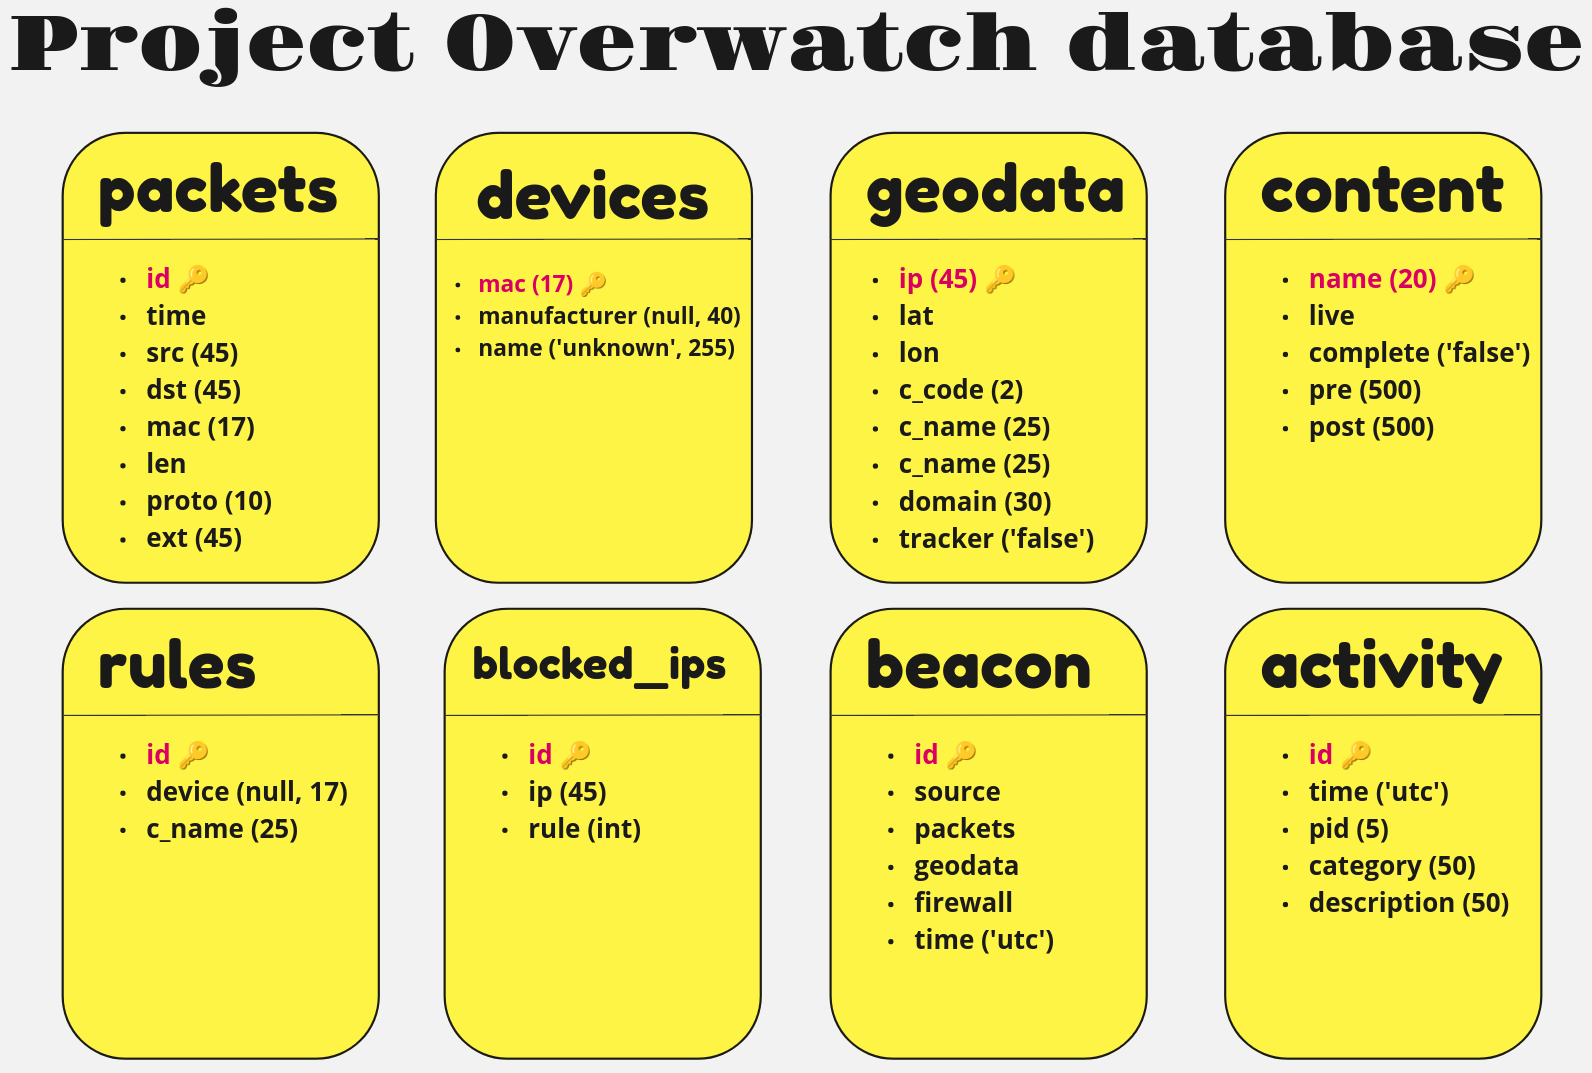 Project Overwatch database
packets
id
time
src (45)
dst (45)
mac (17)
len
proto (10)
ext (45)
devices
mac (17)
manufacturer (null, 40)
name ('unknown', 255)
geodata
ip (45)
lat
lon
c_code (2)
c_name (25)
c_name (25)
domain (30)
tracker ('false')
content
name (20)
live
complete ('false')
pre (500)
post (500)
rules
id
device (null, 17)
c_name (25)
blocked_ips
id
ip (45)
rule (int)
beacon
id
source
packets
geodata
firewall
time ('utc')
activity
id
time ('utc')
pid (5)
category (50)
description (50)